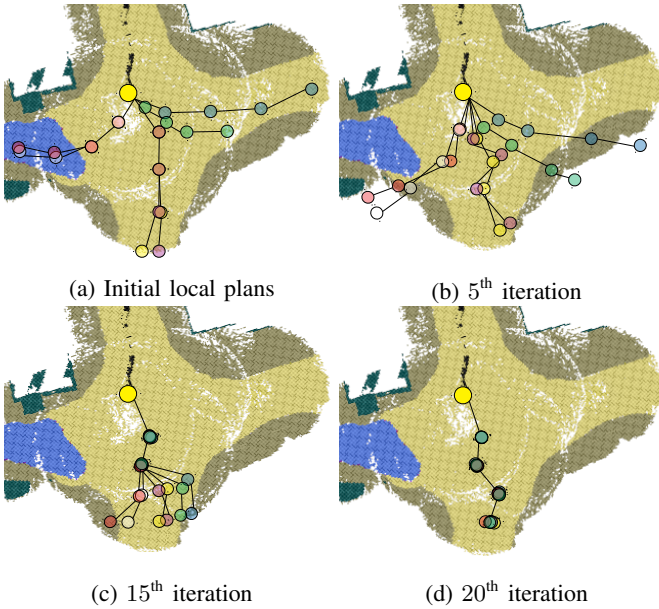 (a) Initial local plans
(b) 5th iteration
(c) 15th iteration
(d) 20th iteration